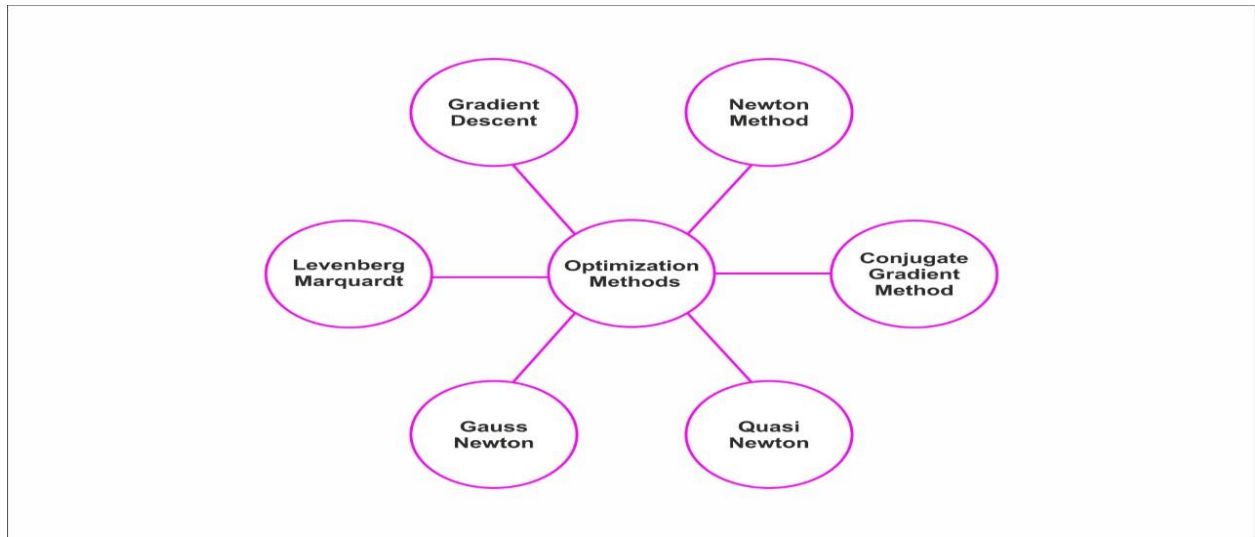 Gradient
Descent
Newton
Method
Levenberg
Marquardt
Optimization
Methods
Conjugate
Gradient
Method
Gauss
Newton
Quasi
Newton